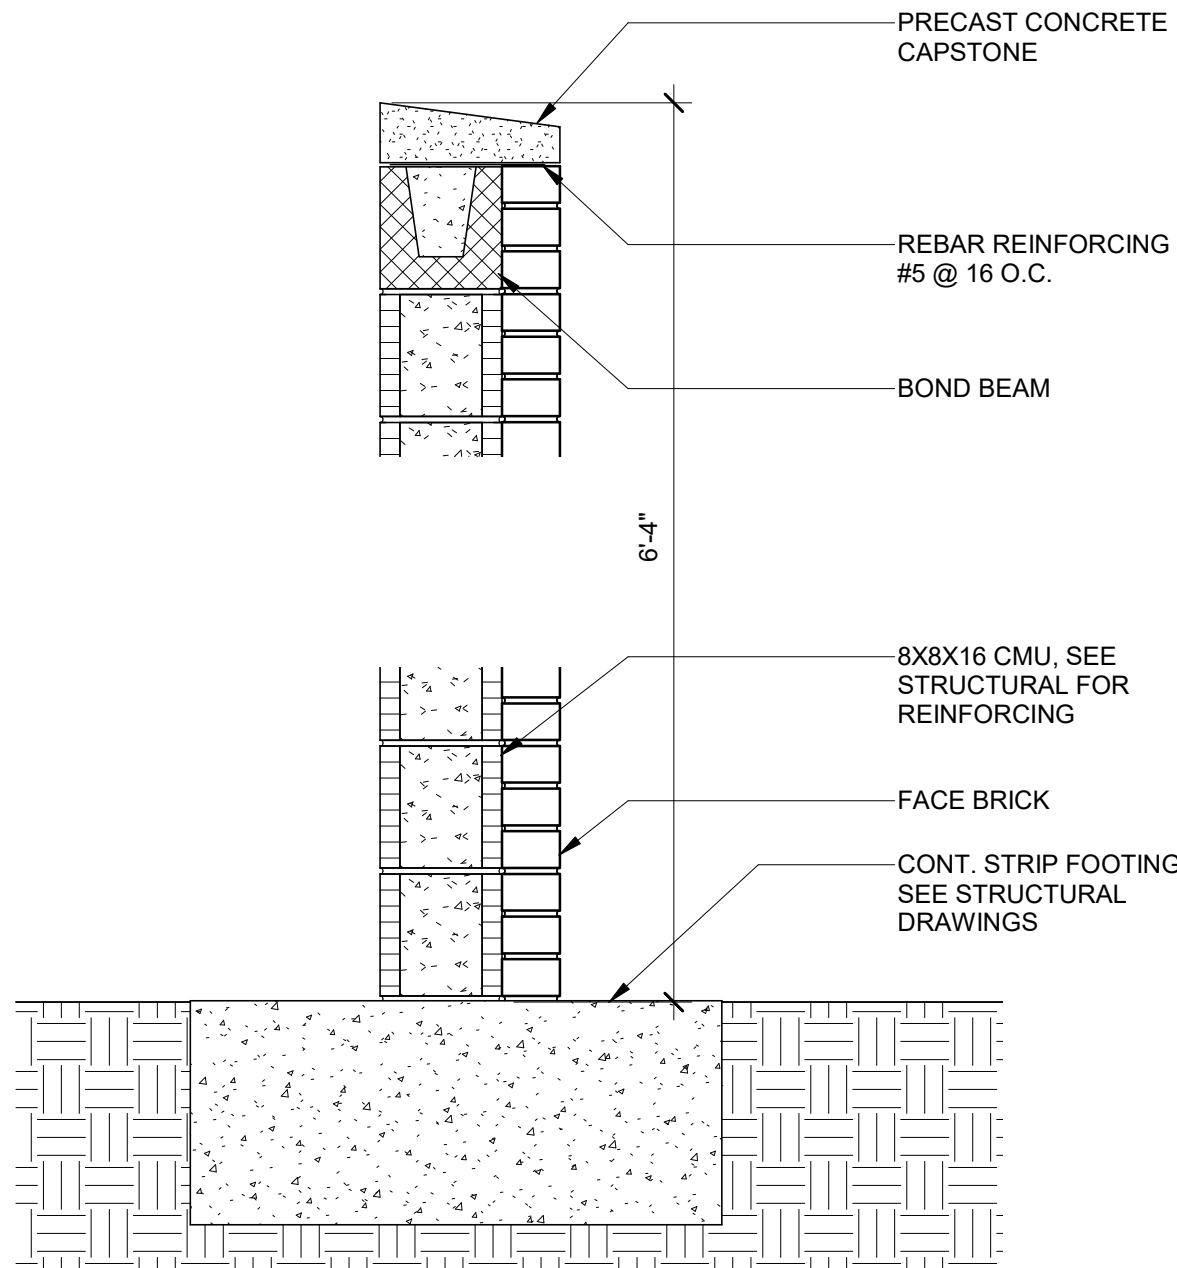 PRECAST CONCRETE
CAPSTONE
REBAR REINFORCING
#5 @ 16 O.C.
BOND BEAM
6'-4"
8X8X16 CMU, SEE
STRUCTURAL FOR
REINFORCING
FACE BRICK
CONT. STRIP FOOTING
SEE STRUCTURAL
DRAWINGS